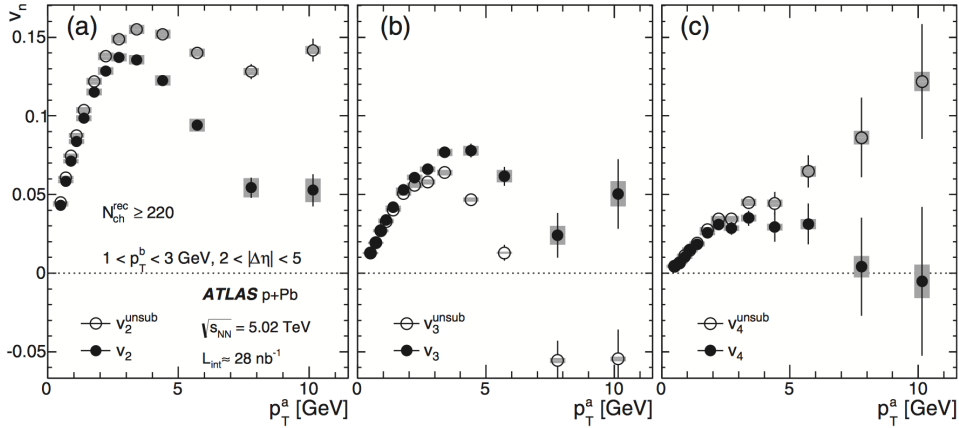 v_n
(a) (b) (c)
0.15
0.1
0.05
0
-0.05
N_ch^rec ≥ 220
1 < p_T^b < 3 GeV, 2 < |Δη| < 5
ATLAS p+Pb
√s_NN = 5.02 TeV
L_int ≈ 28 nb^-1
v_2^unsub
v_2
v_3^unsub
v_3
v_4^unsub
v_4
0 5 10 0 5 10 0 5 10
p_T^a [GeV] p_T^a [GeV] p_T^a [GeV]